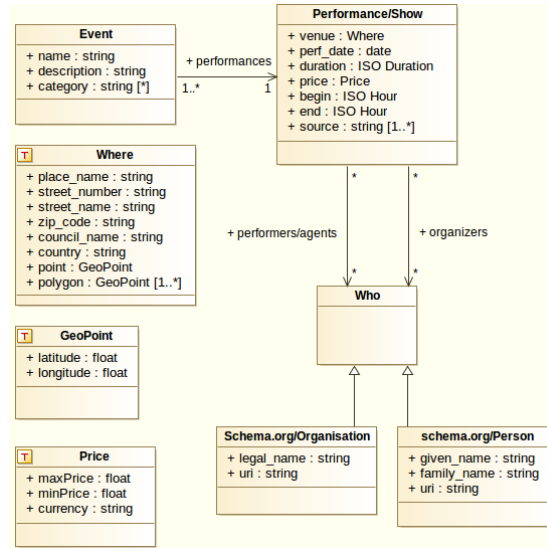 Event
+ name : string
+ description : string
+ category : string [*]
+ performances
1..*
1
Performance/Show
+ venue : Where
+ perf_date : date
+ duration : ISO Duration
+ price : Price
+ begin : ISO Hour
+ end : ISO Hour
+ source : string [1..*]
T
Where
+ place_name : string
+ street_number : string
+ street_name : string
+ zip_code : string
+ council_name : string
+ country : string
+ point : GeoPoint
+ polygon : GeoPoint [1..*]
*
*
+ performers/agents
+ organizers
*
*
Who
T
GeoPoint
+ latitude : float
+ longitude : float
T
Price
+ maxPrice : float
+ minPrice : float
+ currency : string
Schema.org/Organisation
+ legal_name : string
+ uri : string
schema.org/Person
+ given_name : string
+ family_name : string
+ uri : string